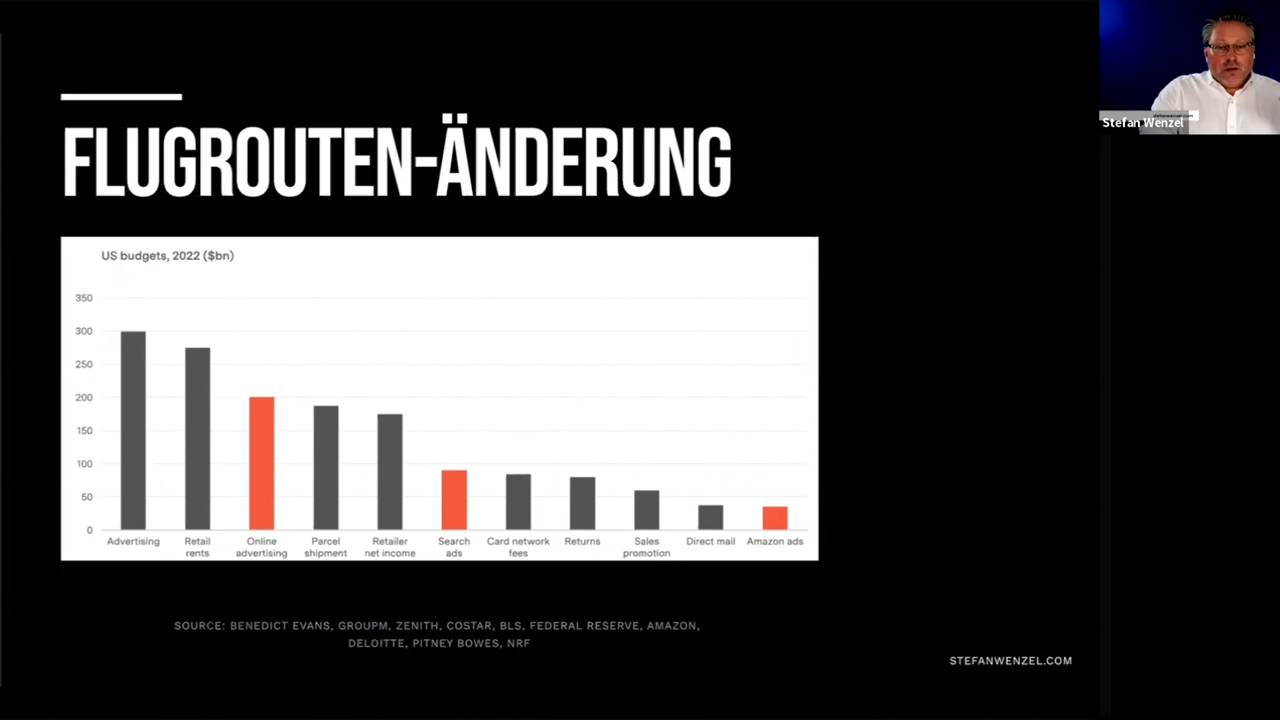 FLUGROUTEN-ÄNDERUNG
Stefan Wenzel
US budgets, 2022 ($bn)
350
300
250
200
150
100
50
0
Advertising
Retail
rents
Online
advertising
Parcel
shipment
Retailer
net income
Search
ads
Card network
fees
Returns
Sales
promotion
Direct mail
Amazon ads
SOURCE: BENEDICT EVANS, GROUPM, ZENITH, COSTAR, BLS, FEDERAL RESERVE, AMAZON,
DELOITTE, PITNEY BOWES, NRF
STEFANWENZEL.COM